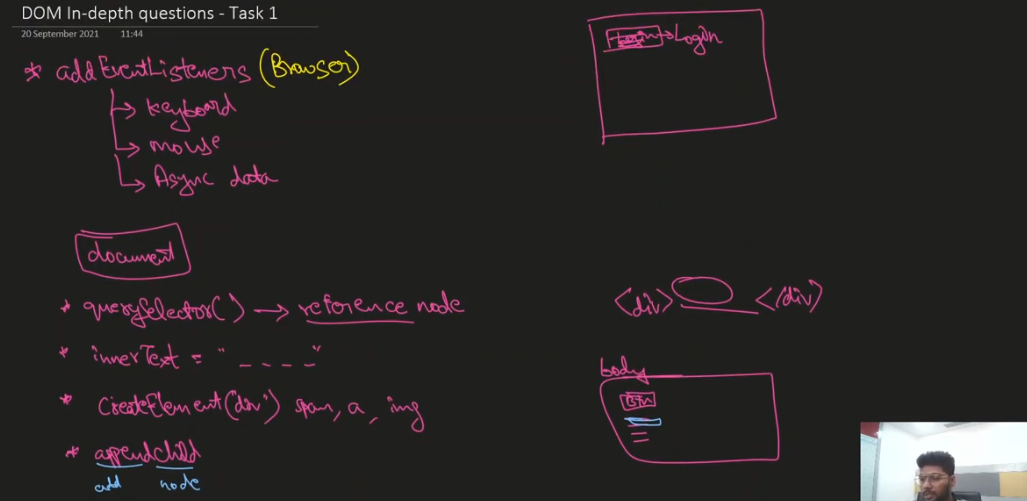 DOM In-depth questions - Task 1
20 September 2021 11:44
* addEventListeners (Browser)
→ keyboard
→ mouse
→ Async data
document
* querySelector() → reference node
* innerText = "_ _ _ _"
* createElement('div') span, a, img
* appendChild
add node
→ Login
<div> </div>
body
Btn